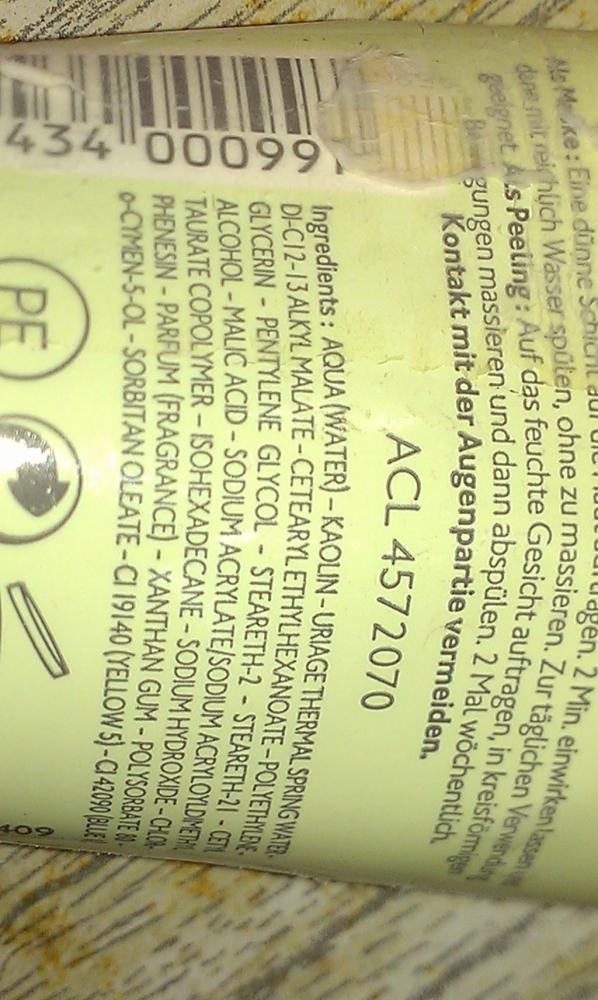 Als Maske : Eine dünne Schicht auf die Haut auftragen. 2 Min. einwirken lassen
dann mit reichlich Wasser spülen, ohne zu massieren. Zur täglichen Verwendung
geeignet. Als Peeling : Auf das feuchte Gesicht auftragen, in kreisförmigen
gungen massieren und dann abspülen. 2 Mal wöchentlich.
Kontakt mit der Augenpartie vermeiden.
ACL 4572070
Ingredients : AQUA (WATER) - KAOLIN - URIAGE THERMAL SPRING WATER -
DI-C12-13 ALKYL MALATE - CETEARYL ETHYLHEXANOATE - POLYETHYLENE -
GLYCERIN - PENTYLENE GLYCOL - STEARETH-2 - STEARETH-21 - CETYL
ALCOHOL - MALIC ACID - SODIUM ACRYLATE/SODIUM ACRYLOYLDIMETHYL
TAURATE COPOLYMER - ISOHEXADECANE - SODIUM HYDROXIDE - CHLOR-
PHENESIN - PARFUM (FRAGRANCE) - XANTHAN GUM - POLYSORBATE 80 -
o-CYMEN-5-OL - SORBITAN OLEATE - CI 19140 (YELLOW 5) - CI 42090 (BLUE
434 00099
PE
409